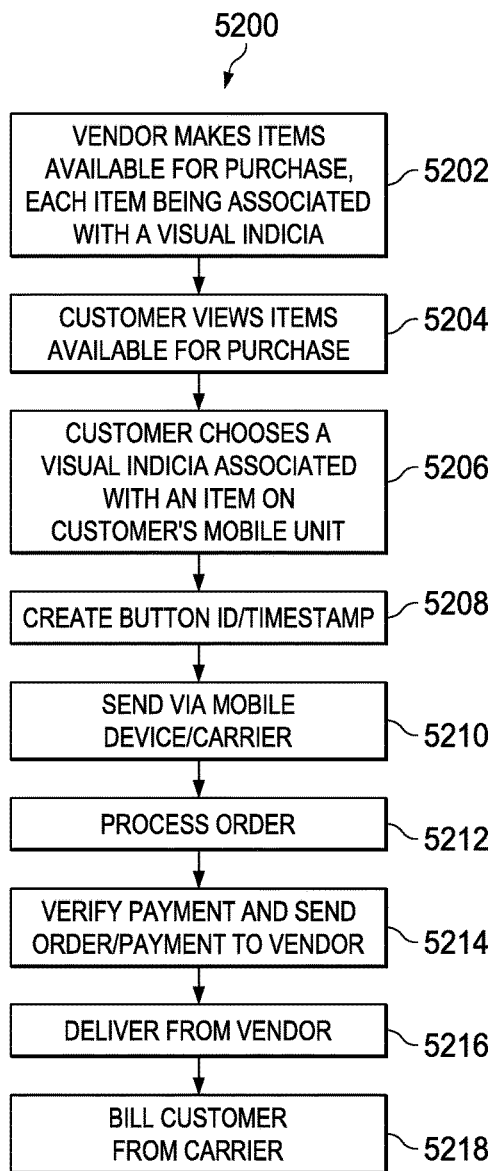 5200
VENDOR MAKES ITEMS
AVAILABLE FOR PURCHASE,
EACH ITEM BEING ASSOCIATED
WITH A VISUAL INDICIA
5202
CUSTOMER VIEWS ITEMS
AVAILABLE FOR PURCHASE
5204
CUSTOMER CHOOSES A
VISUAL INDICIA ASSOCIATED
WITH AN ITEM ON
CUSTOMER'S MOBILE UNIT
5206
CREATE BUTTON ID/TIMESTAMP
5208
SEND VIA MOBILE
DEVICE/CARRIER
5210
PROCESS ORDER
5212
VERIFY PAYMENT AND SEND
ORDER/PAYMENT TO VENDOR
5214
DELIVER FROM VENDOR
5216
BILL CUSTOMER
FROM CARRIER
5218